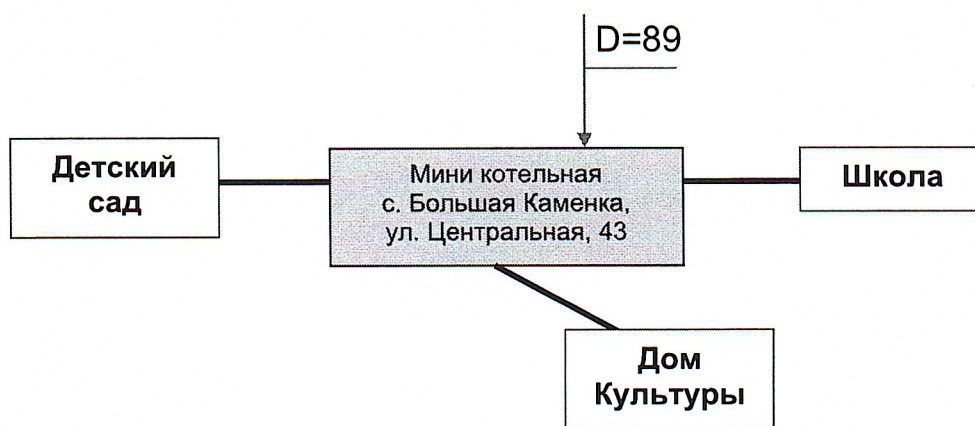 D=89
Детский
сад
Мини котельная
с. Большая Каменка,
ул. Центральная, 43
Школа
Дом
Культуры